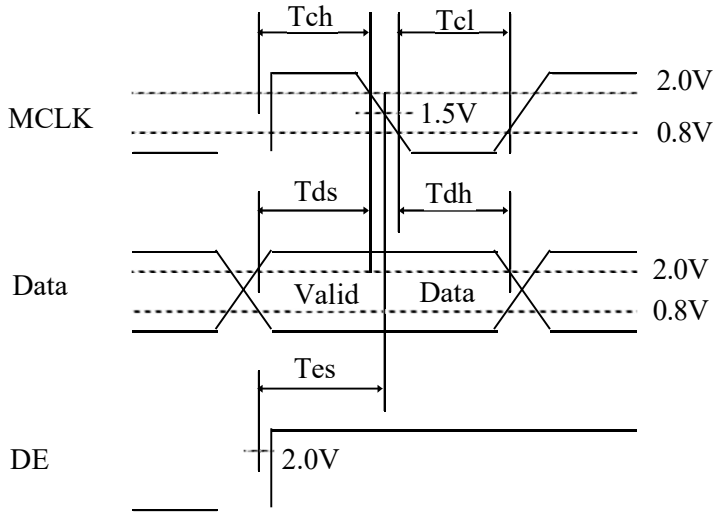 Tch Tcl
2.0V
MCLK 1.5V
0.8V
Tds Tdh
2.0V
Data Valid Data
0.8V
Tes
DE 2.0V